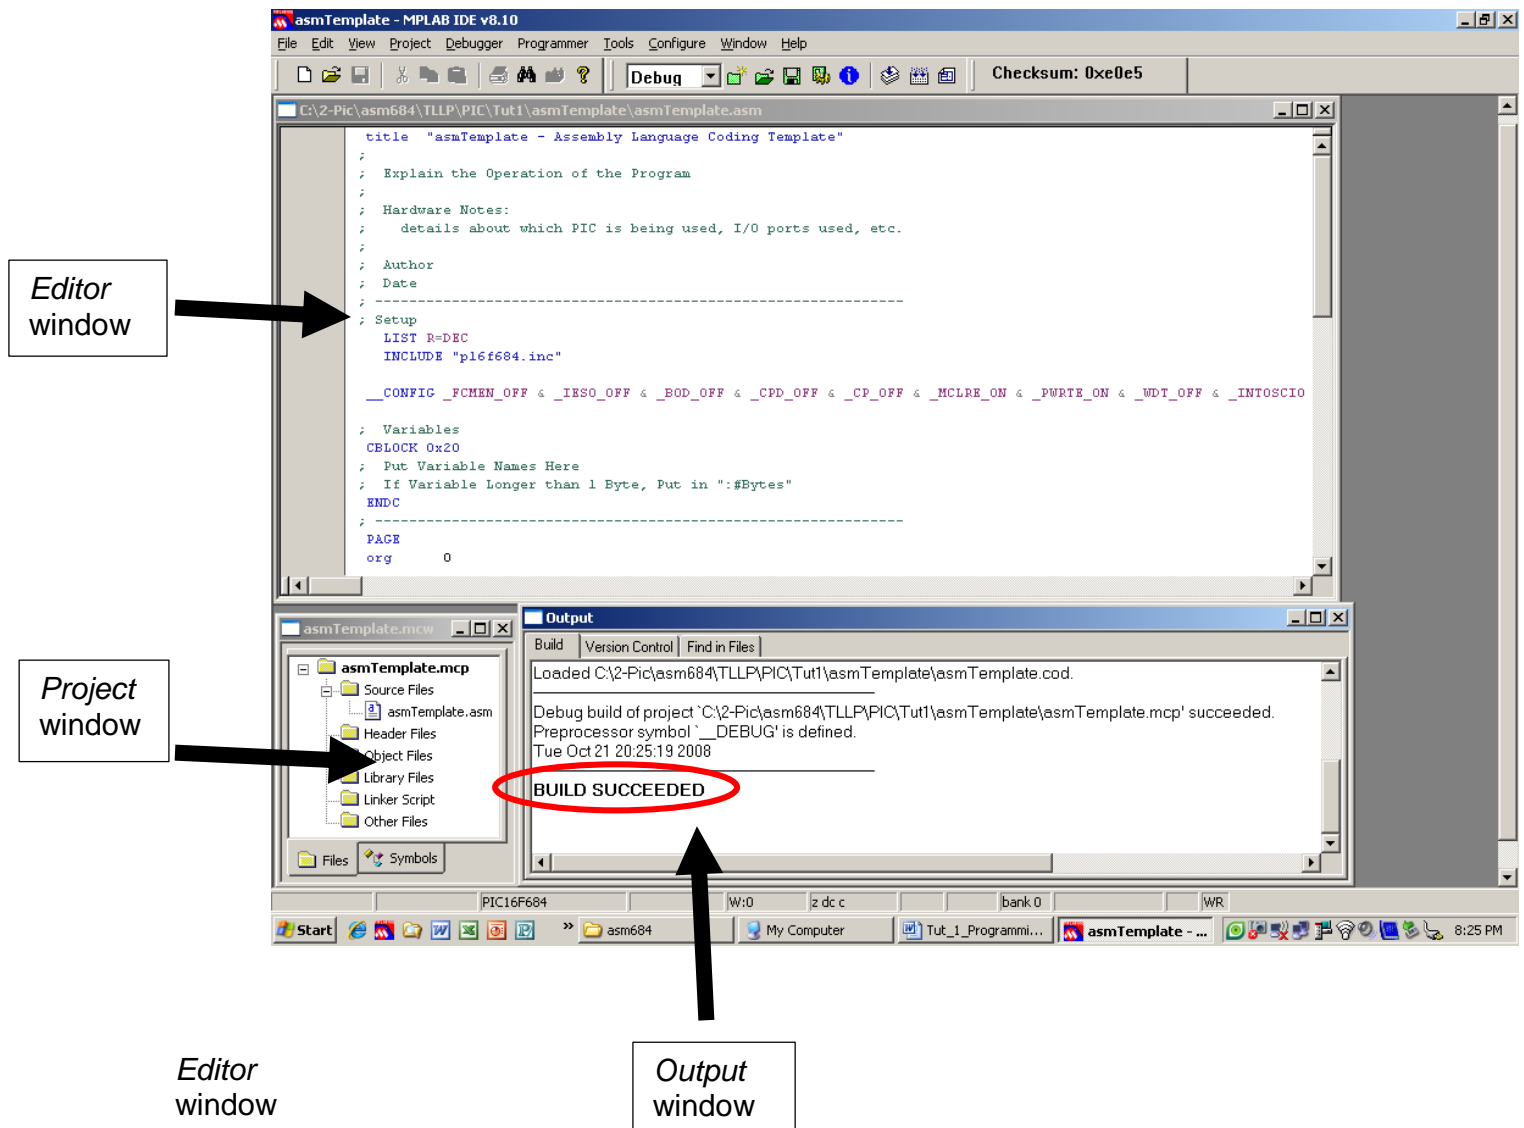 asmTemplate - MPLAB IDE v8.10
File Edit View Project Debugger Programmer Tools Configure Window Help
Debug
Checksum: 0xe0e5
C:\2-Pic\asm684\TLLP\PIC\Tut1\asmTemplate\asmTemplate.asm
title "asmTemplate - Assembly Language Coding Template"
;
; Explain the Operation of the Program
;
; Hardware Notes:
; details about which PIC is being used, I/O ports used, etc.
;
; Author
; Date
; --------------------------------------------------------------
; Setup
LIST R=DEC
INCLUDE "p16f684.inc"
__CONFIG _FCMEN_OFF & _IESO_OFF & _BOD_OFF & _CPD_OFF & _CP_OFF & _MCLRE_ON & _PWRTE_ON & _WDT_OFF & _INTOSCIO
; Variables
CBLOCK 0x20
; Put Variable Names Here
; If Variable Longer than 1 Byte, Put in ":#Bytes"
ENDC
; --------------------------------------------------------------
PAGE
org 0
Editor
window
asmTemplate.mcw
asmTemplate.mcp
Source Files
asmTemplate.asm
Header Files
Object Files
Library Files
Linker Script
Other Files
Files Symbols
Project
window
Output
Build Version Control Find in Files
Loaded C:\2-Pic\asm684\TLLP\PIC\Tut1\asmTemplate\asmTemplate.cod.
Debug build of project `C:\2-Pic\asm684\TLLP\PIC\Tut1\asmTemplate\asmTemplate.mcp' succeeded.
Preprocessor symbol `__DEBUG' is defined.
Tue Oct 21 20:25:19 2008
BUILD SUCCEEDED
PIC16F684 W:0 z dc c bank 0 WR
Start » asm684 My Computer Tut_1_Programmi... asmTemplate - ... 8:25 PM
Editor
window
Output
window